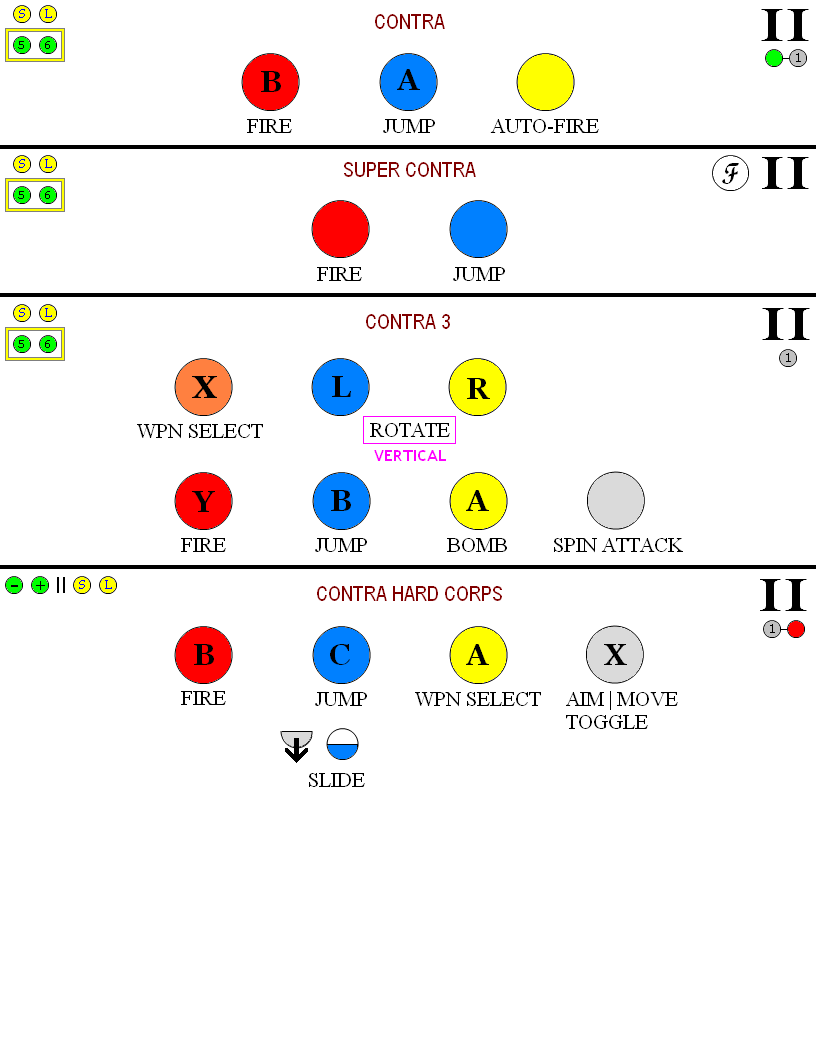 S L
CONTRA
II
5 6
1
B A
FIRE JUMP AUTO-FIRE
S L
SUPER CONTRA
ℱ II
5 6
FIRE JUMP
S L
CONTRA 3
II
5 6
1
X L R
WPN SELECT
ROTATE
VERTICAL
Y B A
FIRE JUMP BOMB SPIN ATTACK
- + || S L
CONTRA HARD CORPS
II
1
B C A X
FIRE JUMP WPN SELECT AIM | MOVE
TOGGLE
SLIDE